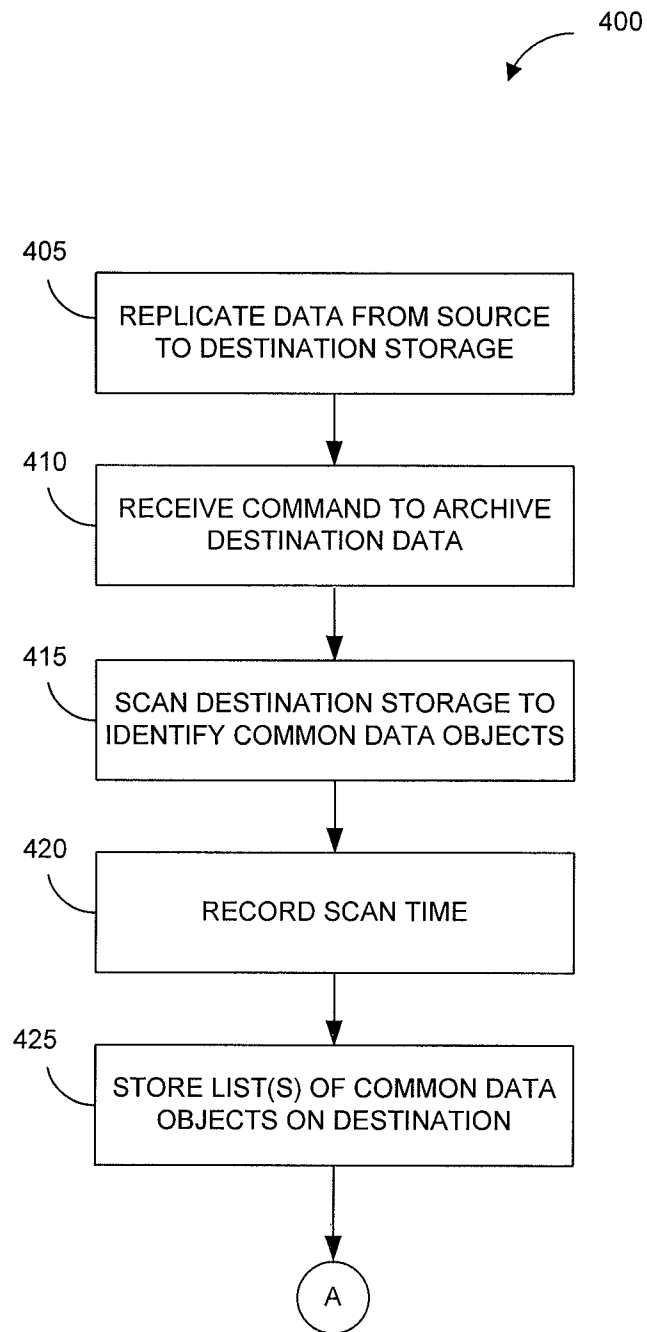 400
405
REPLICATE DATA FROM SOURCE
TO DESTINATION STORAGE
410
RECEIVE COMMAND TO ARCHIVE
DESTINATION DATA
415
SCAN DESTINATION STORAGE TO
IDENTIFY COMMON DATA OBJECTS
420
RECORD SCAN TIME
425
STORE LIST(S) OF COMMON DATA
OBJECTS ON DESTINATION
A